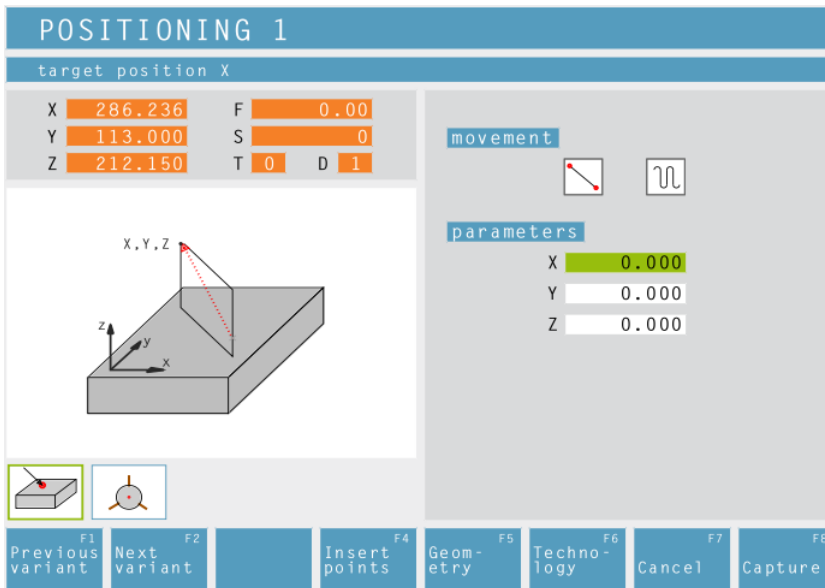 POSITIONING 1
target position X
X 286.236 F 0.00
Y 113.000 S 0
Z 212.150 T 0 D 1
movement
parameters
X 0.000
Y 0.000
Z 0.000
X,Y,Z
z
y
x
F1 Previous variant
F2 Next variant
F4 Insert points
F5 Geom- etry
F6 Techno- logy
F7 Cancel
F8 Capture